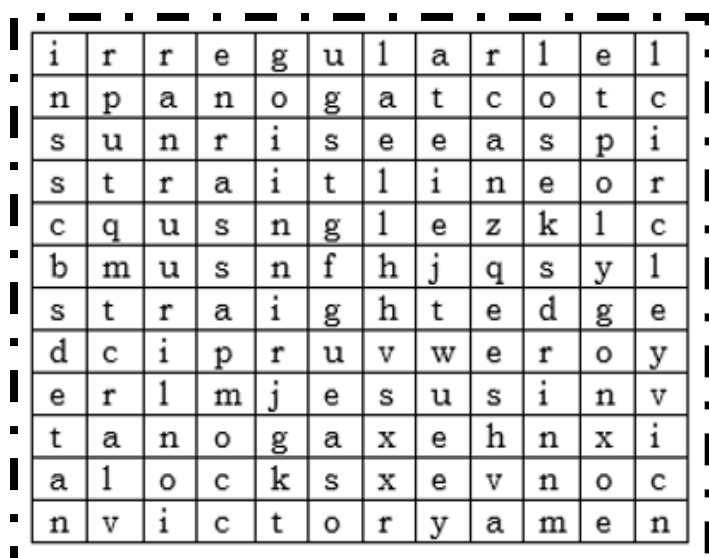 i r r e g u l a r l e l
n p a n o g a t c o t c
s u n r i s e e a s p i
s t r a i t l i n e o r
c q u s n g l e z k l c
b m u s n f h j q s y l
s t r a i g h t e d g e
d c i p r u v w e r o y
e r l m j e s u s i n v
t a n o g a x e h n x i
a l o c k s x e v n o c
n v i c t o r y a m e n